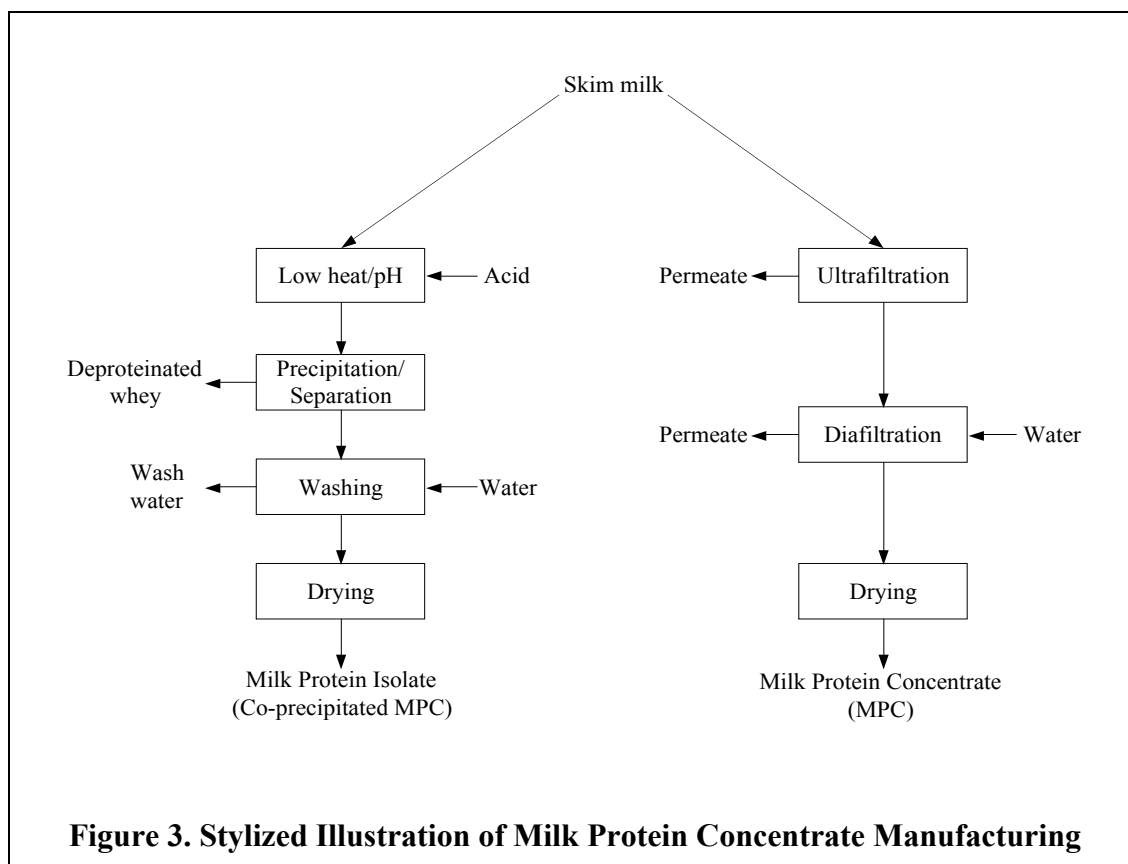 Skim milk
Low heat/pH
Acid
Deproteinated
whey
Precipitation/
Separation
Wash
water
Washing
Water
Drying
Milk Protein Isolate
(Co-precipitated MPC)
Permeate
Ultrafiltration
Permeate
Diafiltration
Water
Drying
Milk Protein Concentrate
(MPC)
Figure 3. Stylized Illustration of Milk Protein Concentrate Manufacturing